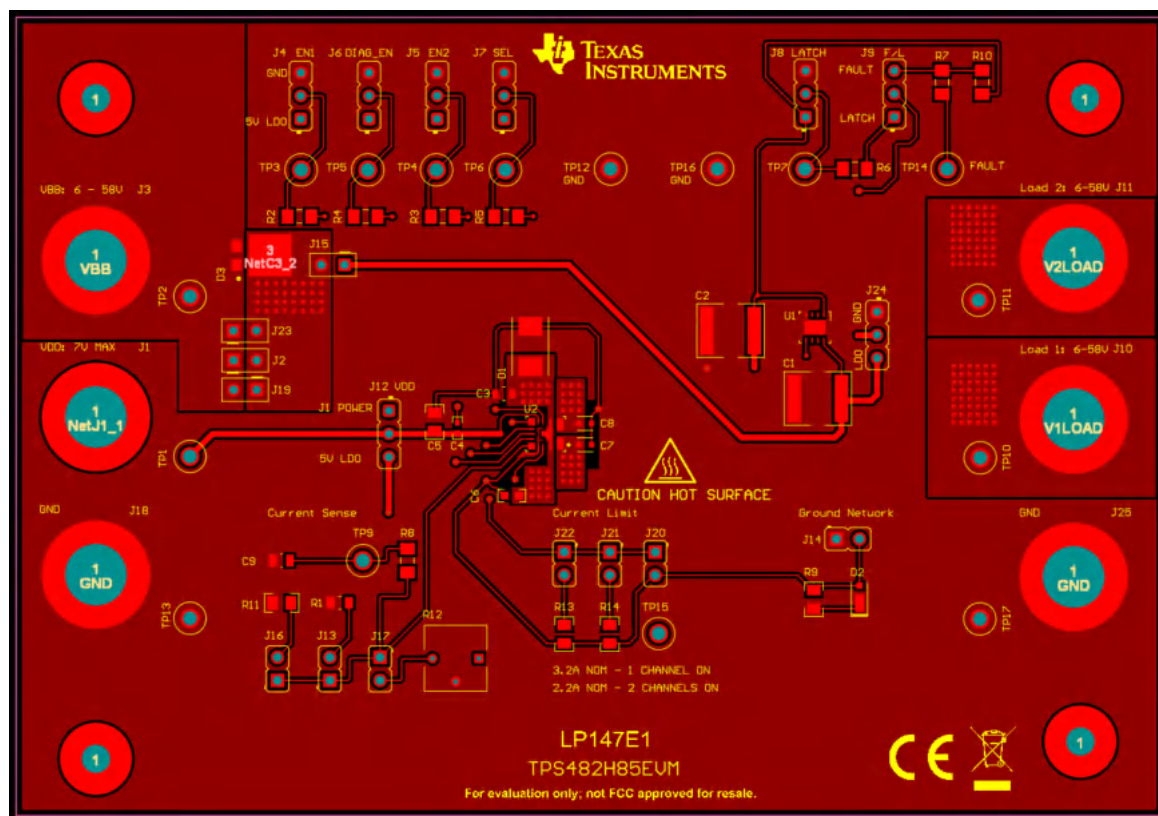 J4 EN1
J6 DIAG_EN
J5 EN2
J7 SEL
TEXAS
INSTRUMENTS
J8 LATCH
J9 F/L
R7
R10
GND
FAULT
1
1
5V LDO
LATCH
TP3
TP5
TP4
TP6
TP12
GND
TP16
GND
TP7
R6
TP14
FAULT
VBB: 6 - 58V J3
Load 2: 6-58V J11
R2
R4
R3
R5
1
VBB
3
NetC3_2
J15
D3
TP2
1
V2LOAD
TP11
J24
GND
LDO
C2
U1
J23
J2
J19
VDD: 7V MAX J1
Load 1: 6-58V J10
C1
D1
C3
J12 VDD
J1 POWER
5V LDO
U2
C8
C7
C5
C4
C6
1
NetJ1_1
TP1
1
V1LOAD
TP10
CAUTION HOT SURFACE
GND
J18
Current Sense
Current Limit
Ground Network
GND
J25
TP9
R8
J22
J21
J20
J14
C9
1
GND
1
GND
R9
D2
R11
R1
TP13
TP13
R12
R13
R14
TP15
TP17
J16
J13
J17
3.2A NOM - 1 CHANNEL ON
2.2A NOM - 2 CHANNELS ON
1
1
LP147E1
TPS482H85EVM
CE
For evaluation only; not FCC approved for resale.